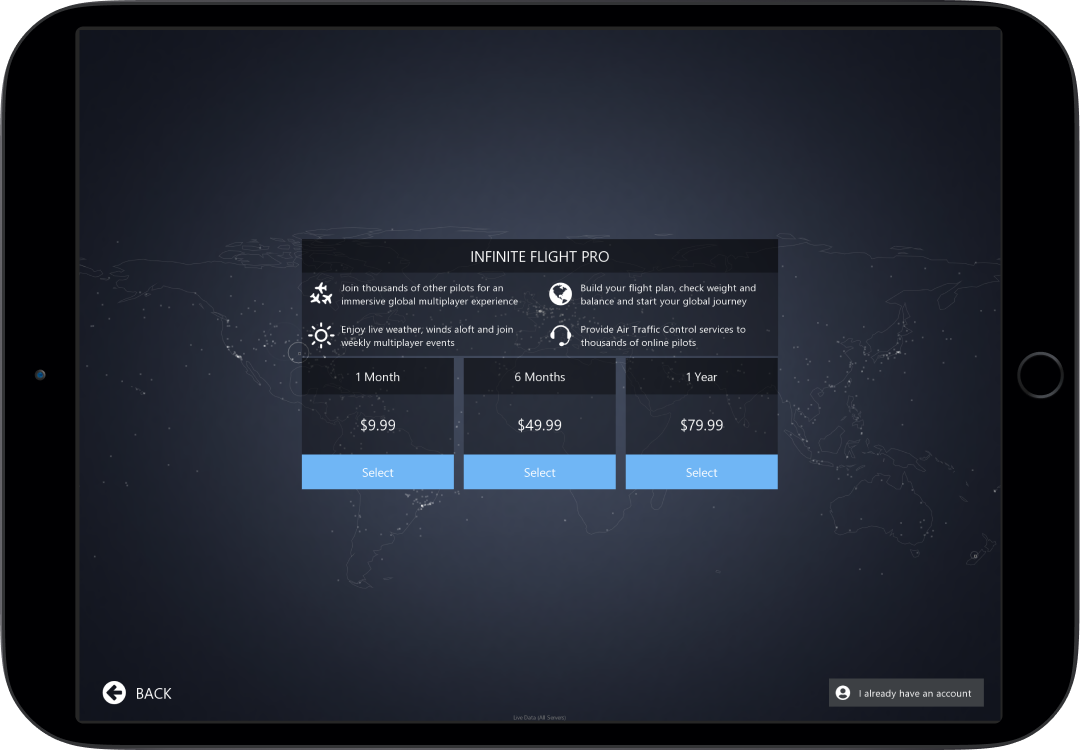 INFINITE FLIGHT PRO
Join thousands of other pilots for an
immersive global multiplayer experience
Build your flight plan, check weight and
balance and start your global journey
Enjoy live weather, winds aloft and join
weekly multiplayer events
Provide Air Traffic Control services to
thousands of online pilots
1 Month
6 Months
1 Year
$9.99
$49.99
$79.99
Select
Select
Select
BACK
I already have an account
Live Data (All Servers)